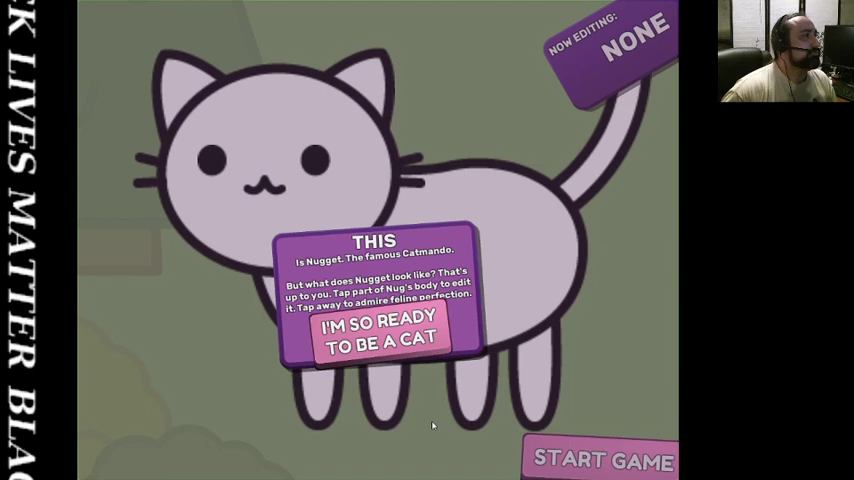 CK LIVES MATTER BLAC
NOW EDITING:
NONE
THIS
Is Nugget. The famous Catmando.
But what does Nugget look like? That's
up to you. Tap part of Nug's body to edit
it. Tap away to admire feline perfection.
I'M SO READY
TO BE A CAT
START GAME